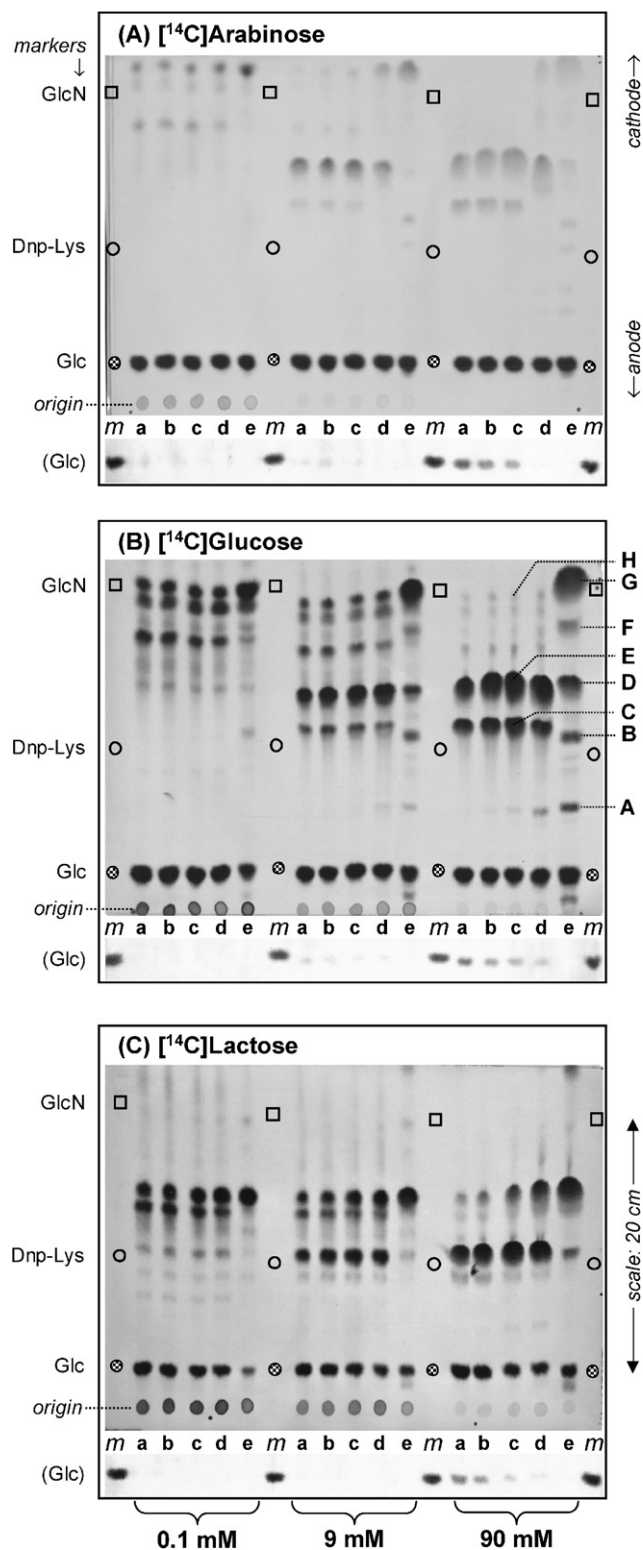 (A) [¹⁴C]Arabinose
markers
↓
GlcN
cathode→
Dnp-Lys
Glc
←anode
origin
m a b c d e m a b c d e m a b c d e m
(Glc)
(B) [¹⁴C]Glucose
GlcN
H
G
F
E
D
C
Dnp-Lys
B
A
Glc
origin
m a b c d e m a b c d e m a b c d e m
(Glc)
(C) [¹⁴C]Lactose
GlcN
Dnp-Lys
scale: 20 cm
Glc
origin
m a b c d e m a b c d e m a b c d e m
(Glc)
0.1 mM 9 mM 90 mM